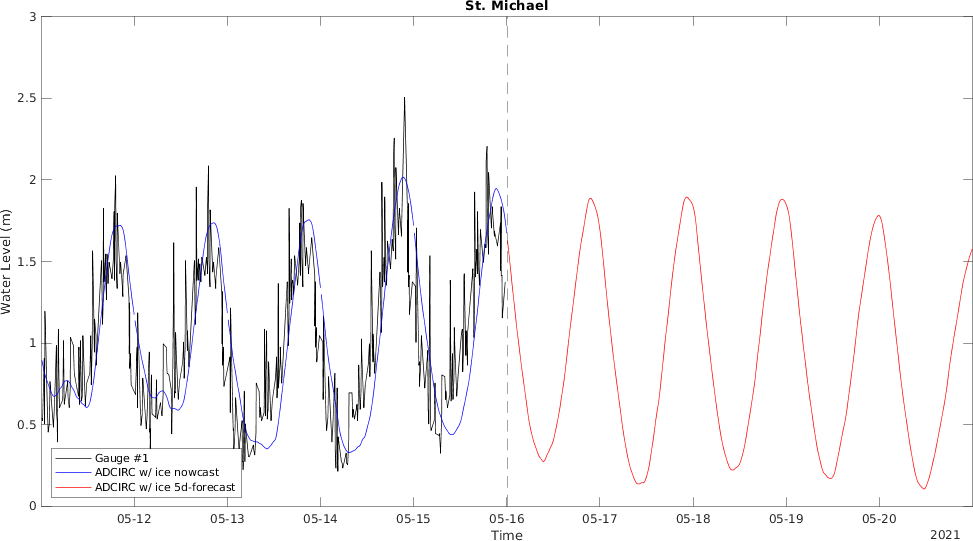 St. Michael
3
2.5
2
1.5
1
0.5
0
Water Level (m)
Gauge #1
ADCIRC w/ ice nowcast
ADCIRC w/ ice 5d-forecast
05-12 05-13 05-14 05-15 05-16 05-17 05-18 05-19 05-20
Time
2021